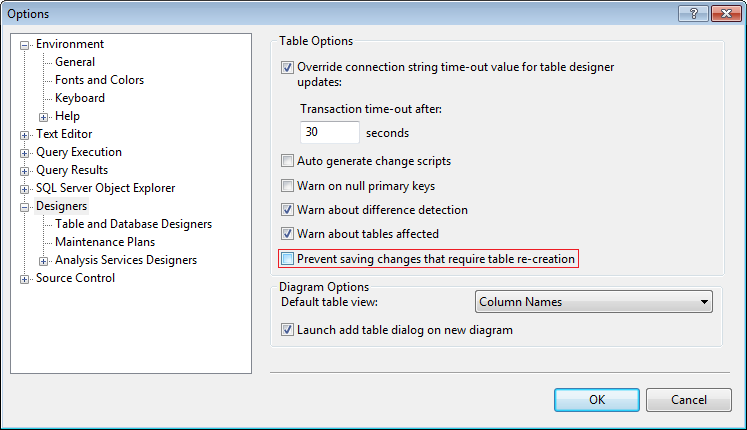 Options
Environment
General
Fonts and Colors
Keyboard
Help
Text Editor
Query Execution
Query Results
SQL Server Object Explorer
Designers
Table and Database Designers
Maintenance Plans
Analysis Services Designers
Source Control
Table Options
Override connection string time-out value for table designer
updates:
Transaction time-out after:
30 seconds
Auto generate change scripts
Warn on null primary keys
Warn about difference detection
Warn about tables affected
Prevent saving changes that require table re-creation
Diagram Options
Default table view: Column Names
Launch add table dialog on new diagram
OK Cancel